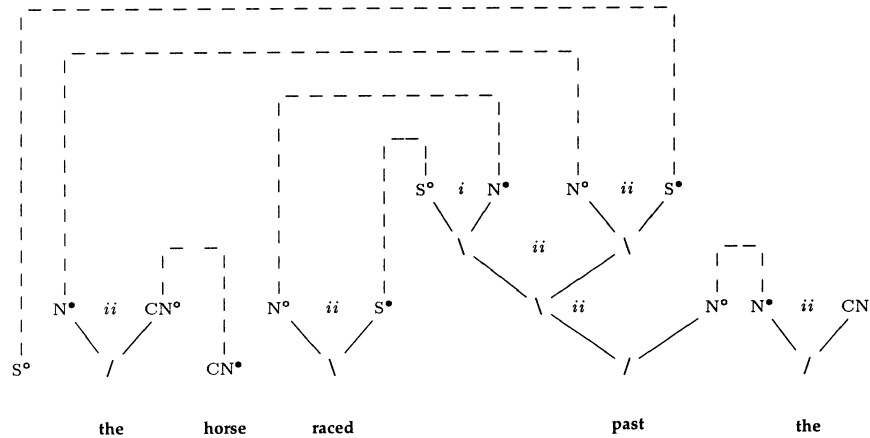 S° i N• N° ii S•
\ ii \
N• ii CN° N° ii S• \ ii N° N• ii CN
S° / CN• / / /
the horse raced past the